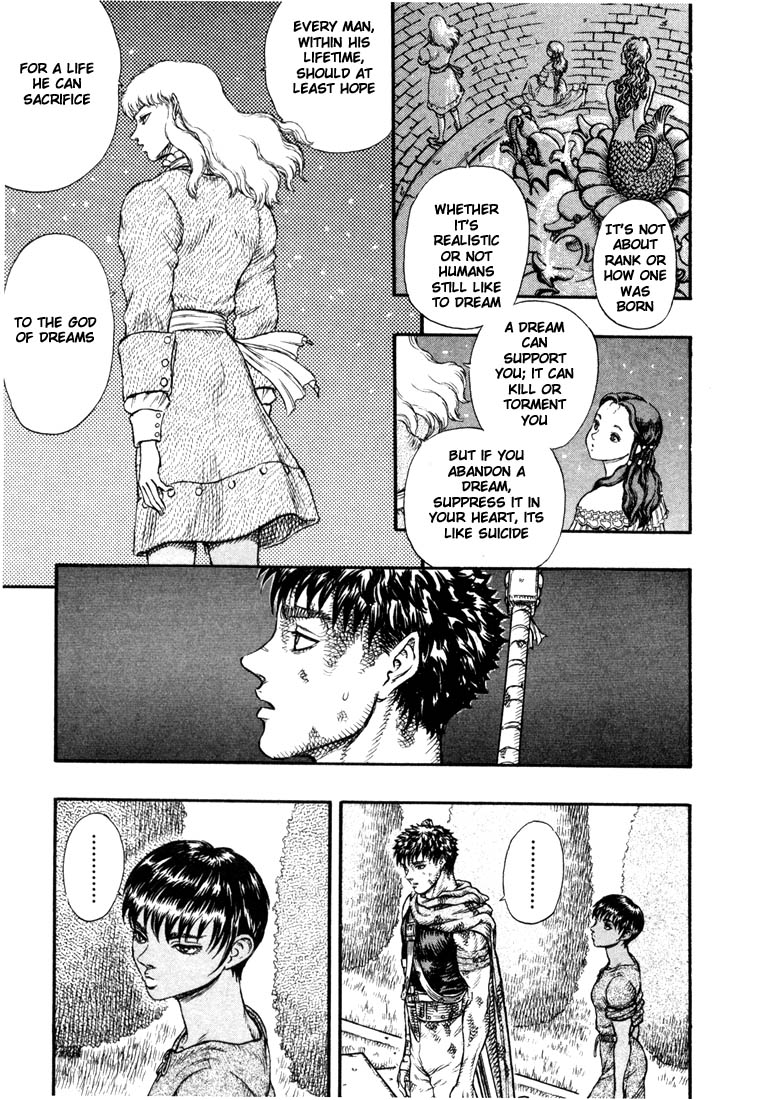 IT'S NOT
ABOUT
RANK OR
HOW ONE
WAS
BORN
WHETHER
IT'S
REALISTIC
OR NOT
HUMANS
STILL LIKE
TO DREAM
A DREAM
CAN
SUPPORT
YOU; IT CAN
KILL OR
TORMENT
YOU
BUT IF YOU
ABANDON A
DREAM,
SUPPRESS IT IN
YOUR HEART, ITS
LIKE SUICIDE
EVERY MAN,
WITHIN HIS
LIFETIME,
SHOULD AT
LEAST HOPE
FOR A LIFE
HE CAN
SACRIFICE
TO THE GOD
OF DREAMS
.........
.........